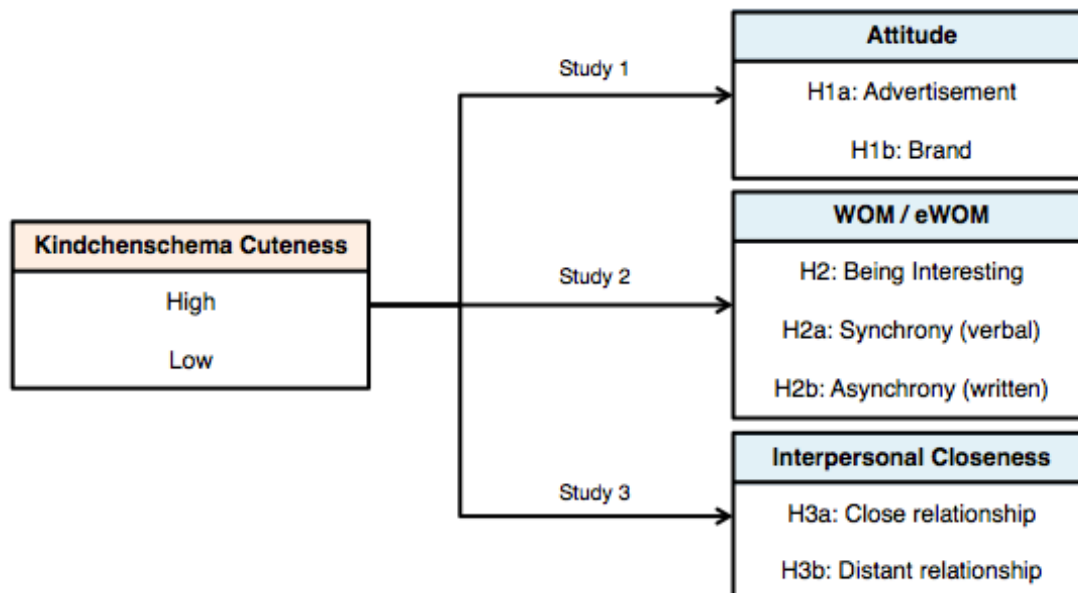 Attitude
Study 1
H1a: Advertisement
H1b: Brand
WOM / eWOM
Kindchenschema Cuteness
High
Low
Study 2
H2: Being Interesting
H2a: Synchrony (verbal)
H2b: Asynchrony (written)
Interpersonal Closeness
Study 3
H3a: Close relationship
H3b: Distant relationship